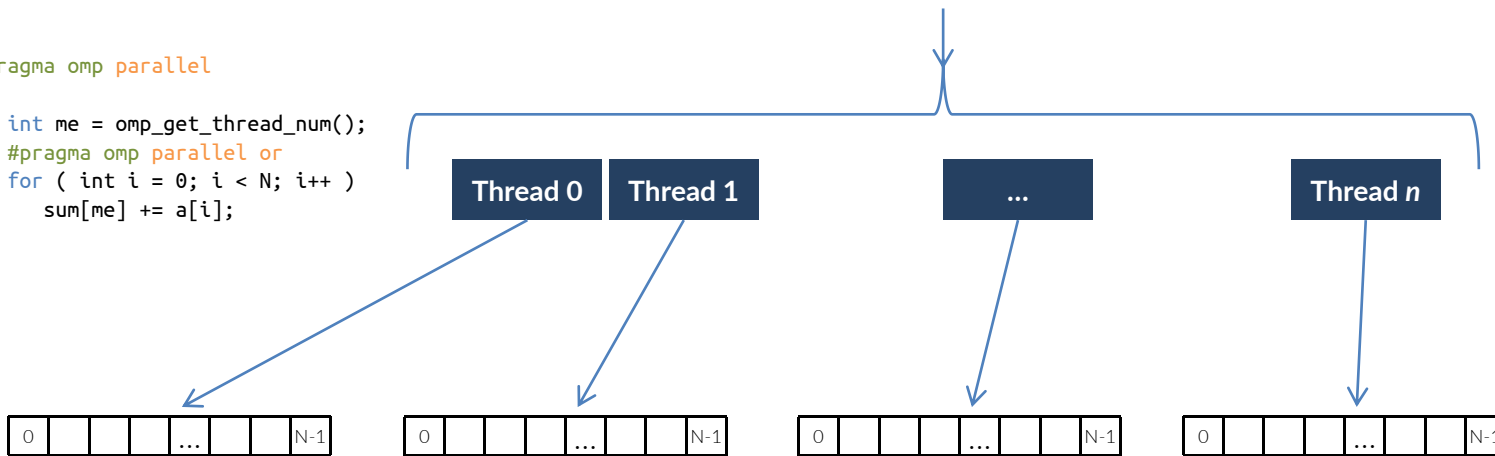 ragma omp parallel
int me = omp_get_thread_num();
#pragma omp parallel or
for ( int i = 0; i < N; i++ )
sum[me] += a[i];
Thread 0 Thread 1 ... Thread n
0 ... N-1 0 ... N-1 0 ... N-1 0 ... N-1